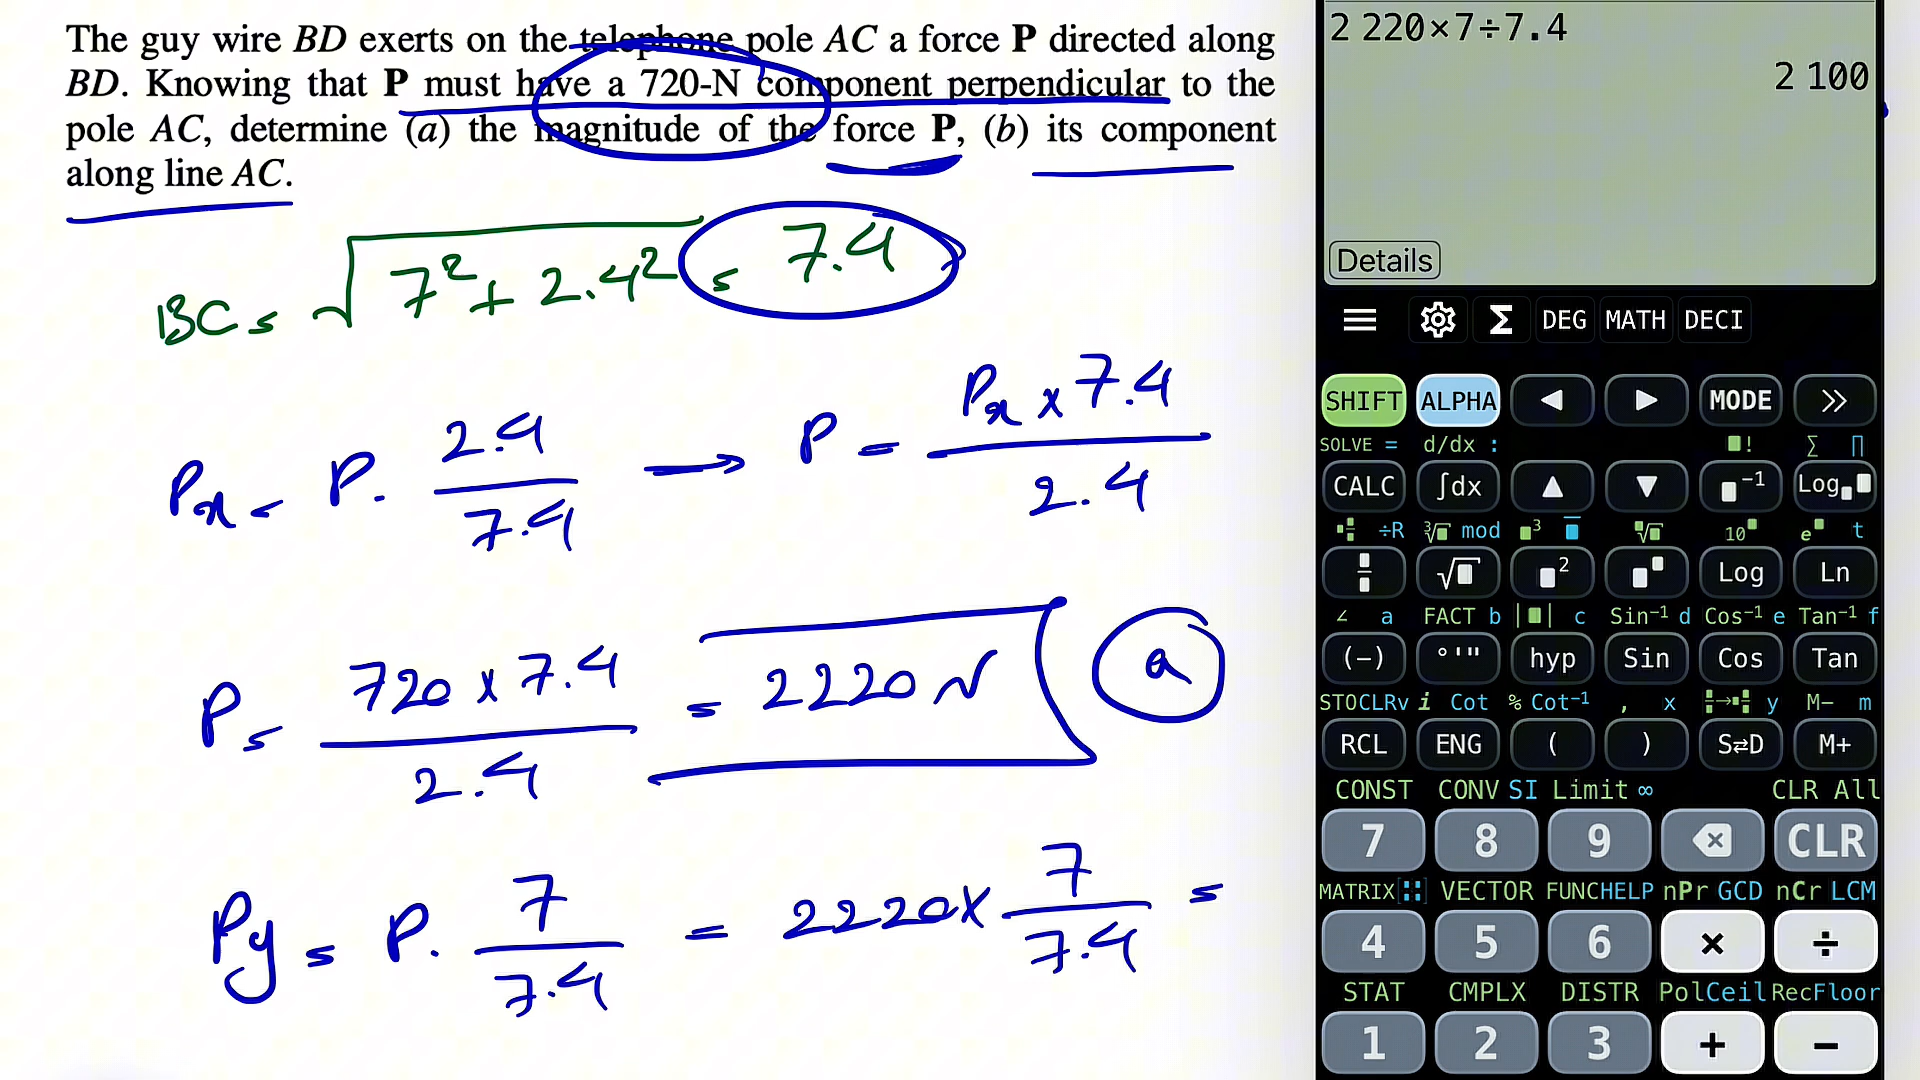 The guy wire BD exerts on the telephone pole AC a force P directed along
BD. Knowing that P must have a 720-N component perpendicular to the
pole AC, determine (a) the magnitude of the force P, (b) its component
along line AC.
BC = √7² + 2.4² = 7.4
Px = P. 2.4/7.4 → P = Px × 7.4 / 2.4
P = 720 × 7.4 / 2.4 = 2220 N a
Py = P. 7/7.4 = 2220 × 7/7.4 =
2 220×7÷7.4
2 100
Details
DEG MATH DECI
SHIFT ALPHA ◀ ▶ MODE >>
SOLVE = d/dx : ■! ∑ ∏
CALC ∫dx ▲ ▼ ■⁻¹ Log■■
÷R ³√■ mod ■³ 10■ e■ t
√■ ■² ■■ Log Ln
∠ a FACT b |■| c Sin⁻¹ d Cos⁻¹ e Tan⁻¹ f
(−) °'" hyp Sin Cos Tan
STO CLRv i Cot % Cot⁻¹ , x y M− m
RCL ENG ( ) S⇄D M+
CONST CONV SI Limit ∞ CLR All
7 8 9 ⌫ CLR
MATRIX VECTOR FUNC HELP nPr GCD nCr LCM
4 5 6 × ÷
STAT CMPLX DISTR Pol Ceil Rec Floor
1 2 3 + −